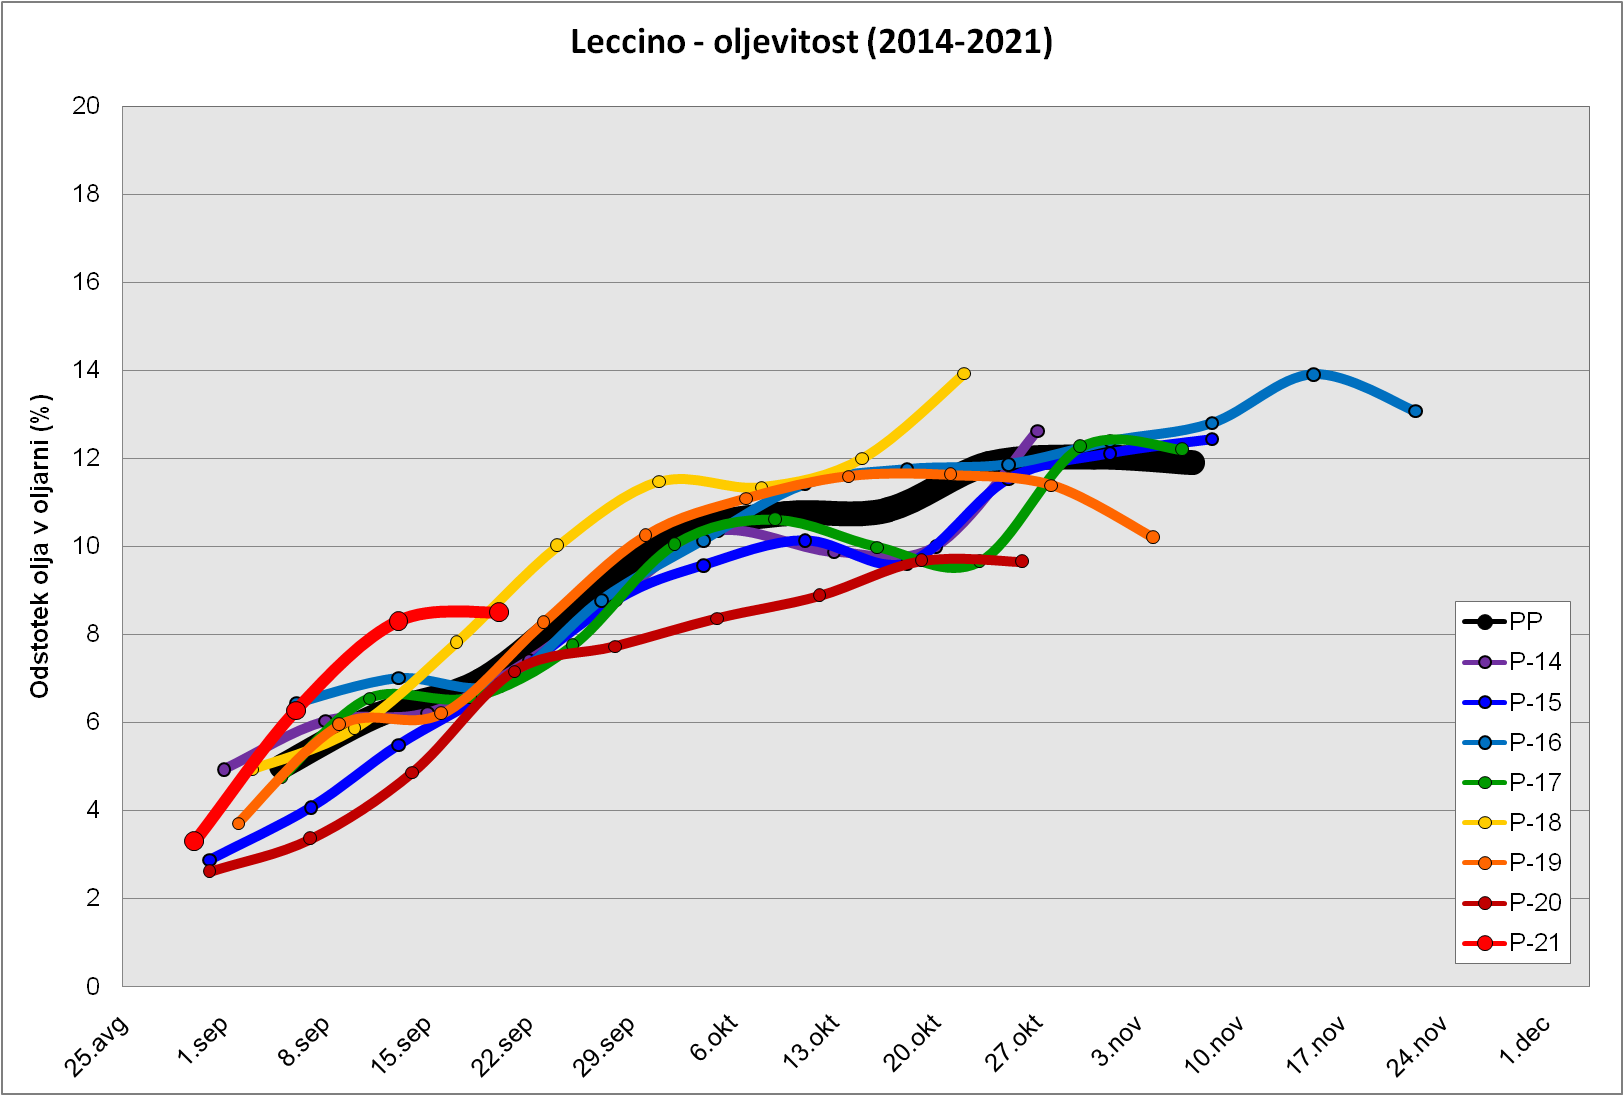 Leccino - oljevitost (2014-2021)
Odstotek olja v oljarni (%)
20
18
16
14
12
10
8
6
4
2
0
25.avg
1.sep
8.sep
15.sep
22.sep
29.sep
6.okt
13.okt
20.okt
27.okt
3.nov
10.nov
17.nov
24.nov
1.dec
PP
P-14
P-15
P-16
P-17
P-18
P-19
P-20
P-21